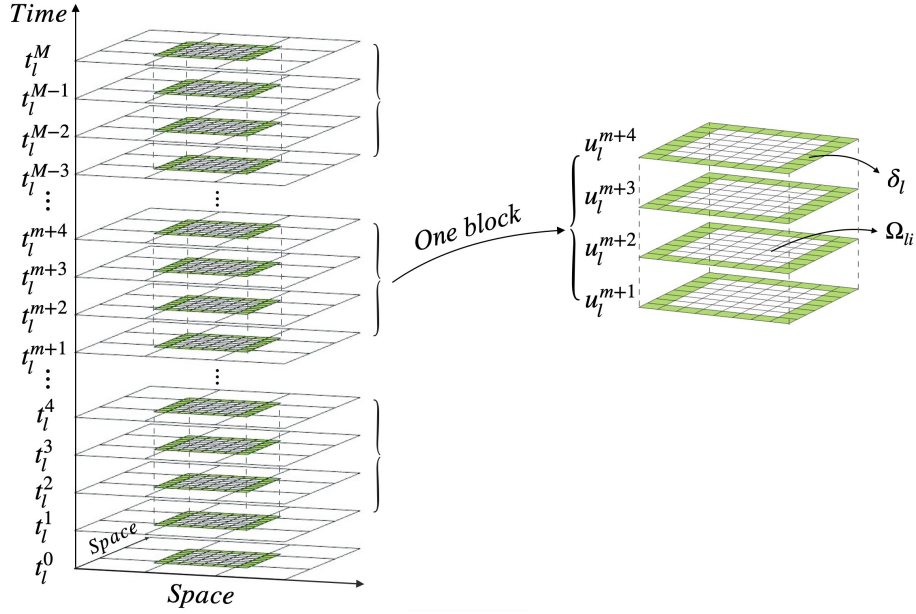 Time
t_l^M
t_l^{M-1}
t_l^{M-2}
t_l^{M-3}
⋮
t_l^{m+4}
t_l^{m+3}
t_l^{m+2}
t_l^{m+1}
⋮
t_l^4
t_l^3
t_l^2
t_l^1
t_l^0
Space
Space
One block
u_l^{m+4}
u_l^{m+3}
u_l^{m+2}
u_l^{m+1}
δ_l
Ω_{li}